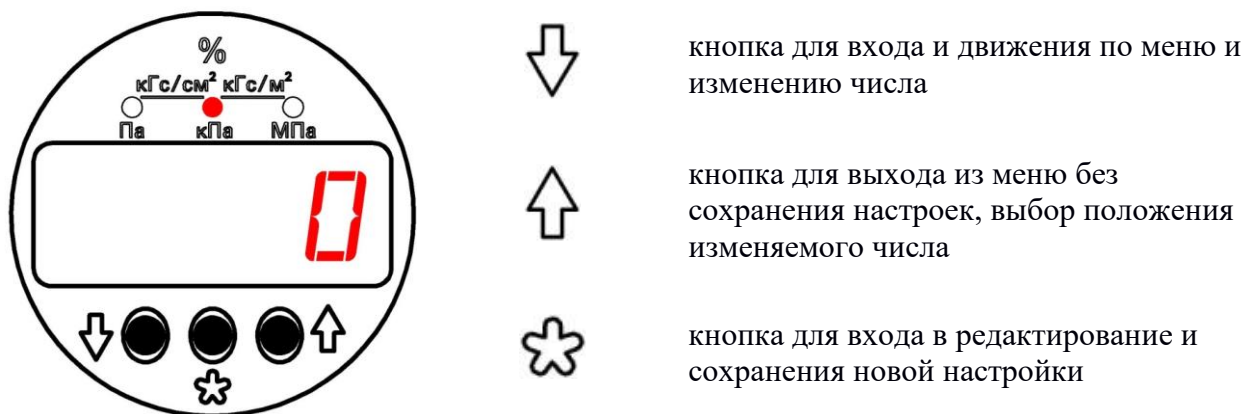 %
кГс/см² кГс/м²
Па кПа МПа
0
кнопка для входа и движения по меню и
изменению числа
кнопка для выхода из меню без
сохранения настроек, выбор положения
изменяемого числа
кнопка для входа в редактирование и
сохранения новой настройки